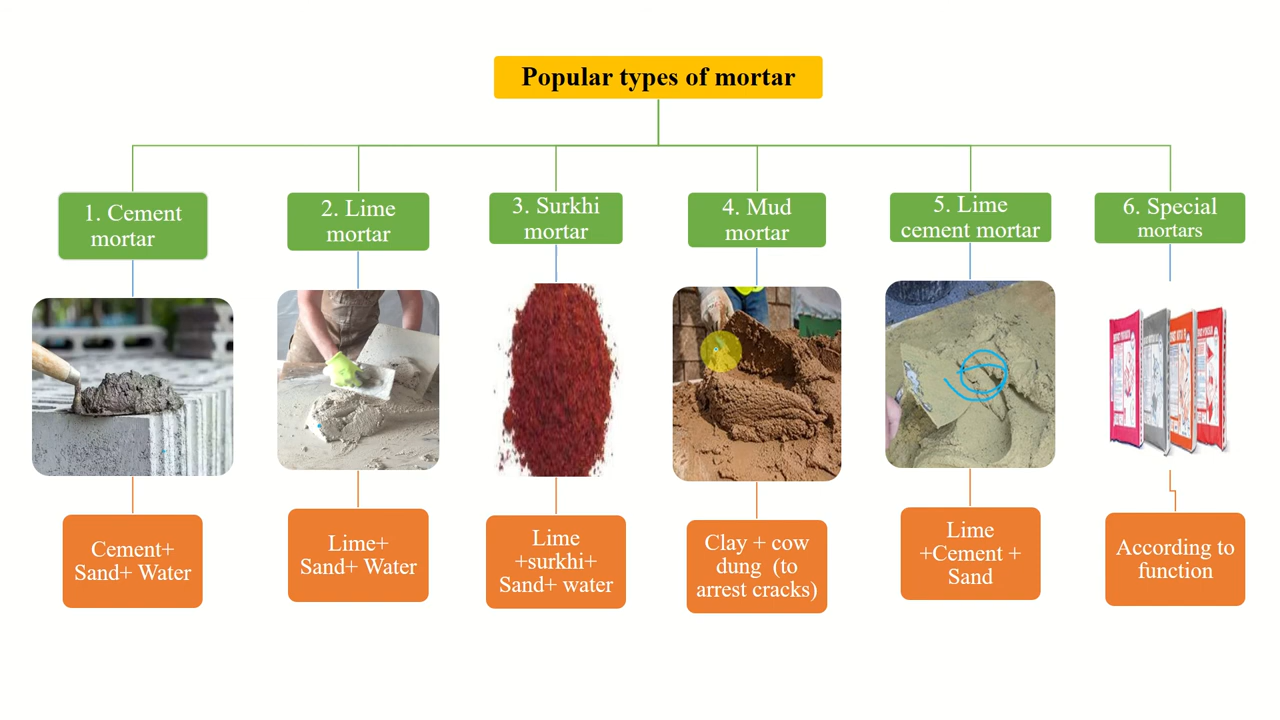 Popular types of mortar
1. Cement
mortar
2. Lime
mortar
3. Surkhi
mortar
4. Mud
mortar
5. Lime
cement mortar
6. Special
mortars
Cement+
Sand+ Water
Lime+
Sand+ Water
Lime
+surkhi+
Sand+ water
Clay + cow
dung (to
arrest cracks)
Lime
+Cement +
Sand
According to
function